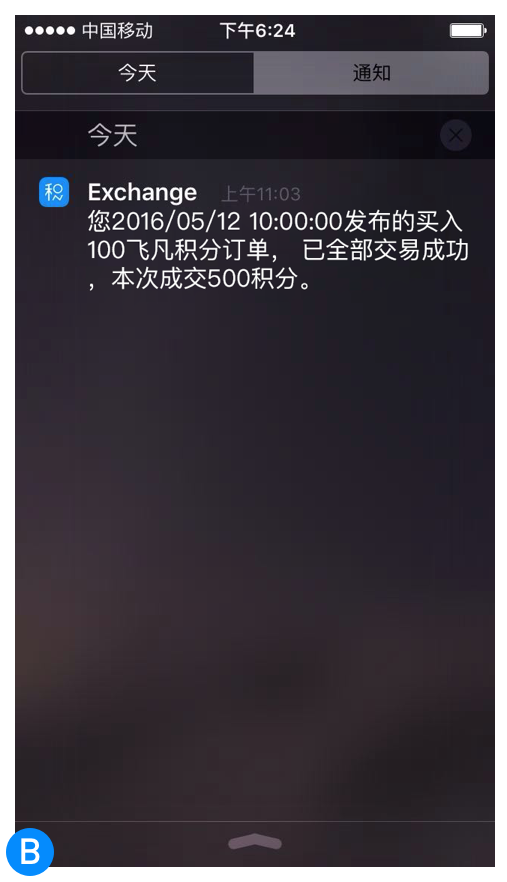 中国移动 下午6:24
今天 通知
今天
积
Exchange 上午11:03
您2016/05/12 10:00:00发布的买入
100飞凡积分订单， 已全部交易成功
，本次成交500积分。
B